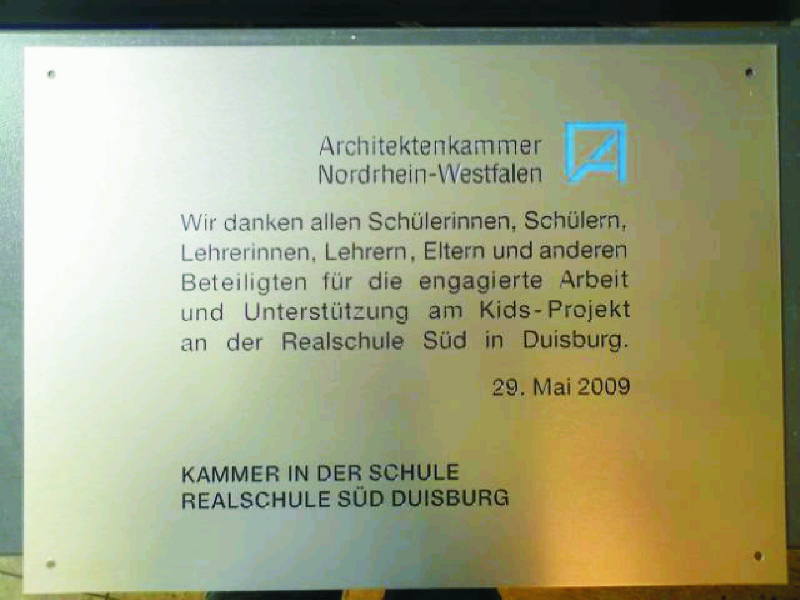 Architektenkammer
Nordrhein-Westfalen
Wir danken allen Schülerinnen, Schülern,
Lehrerinnen, Lehrern, Eltern und anderen
Beteiligten für die engagierte Arbeit
und Unterstützung am Kids-Projekt
an der Realschule Süd in Duisburg.
29. Mai 2009
KAMMER IN DER SCHULE
REALSCHULE SÜD DUISBURG